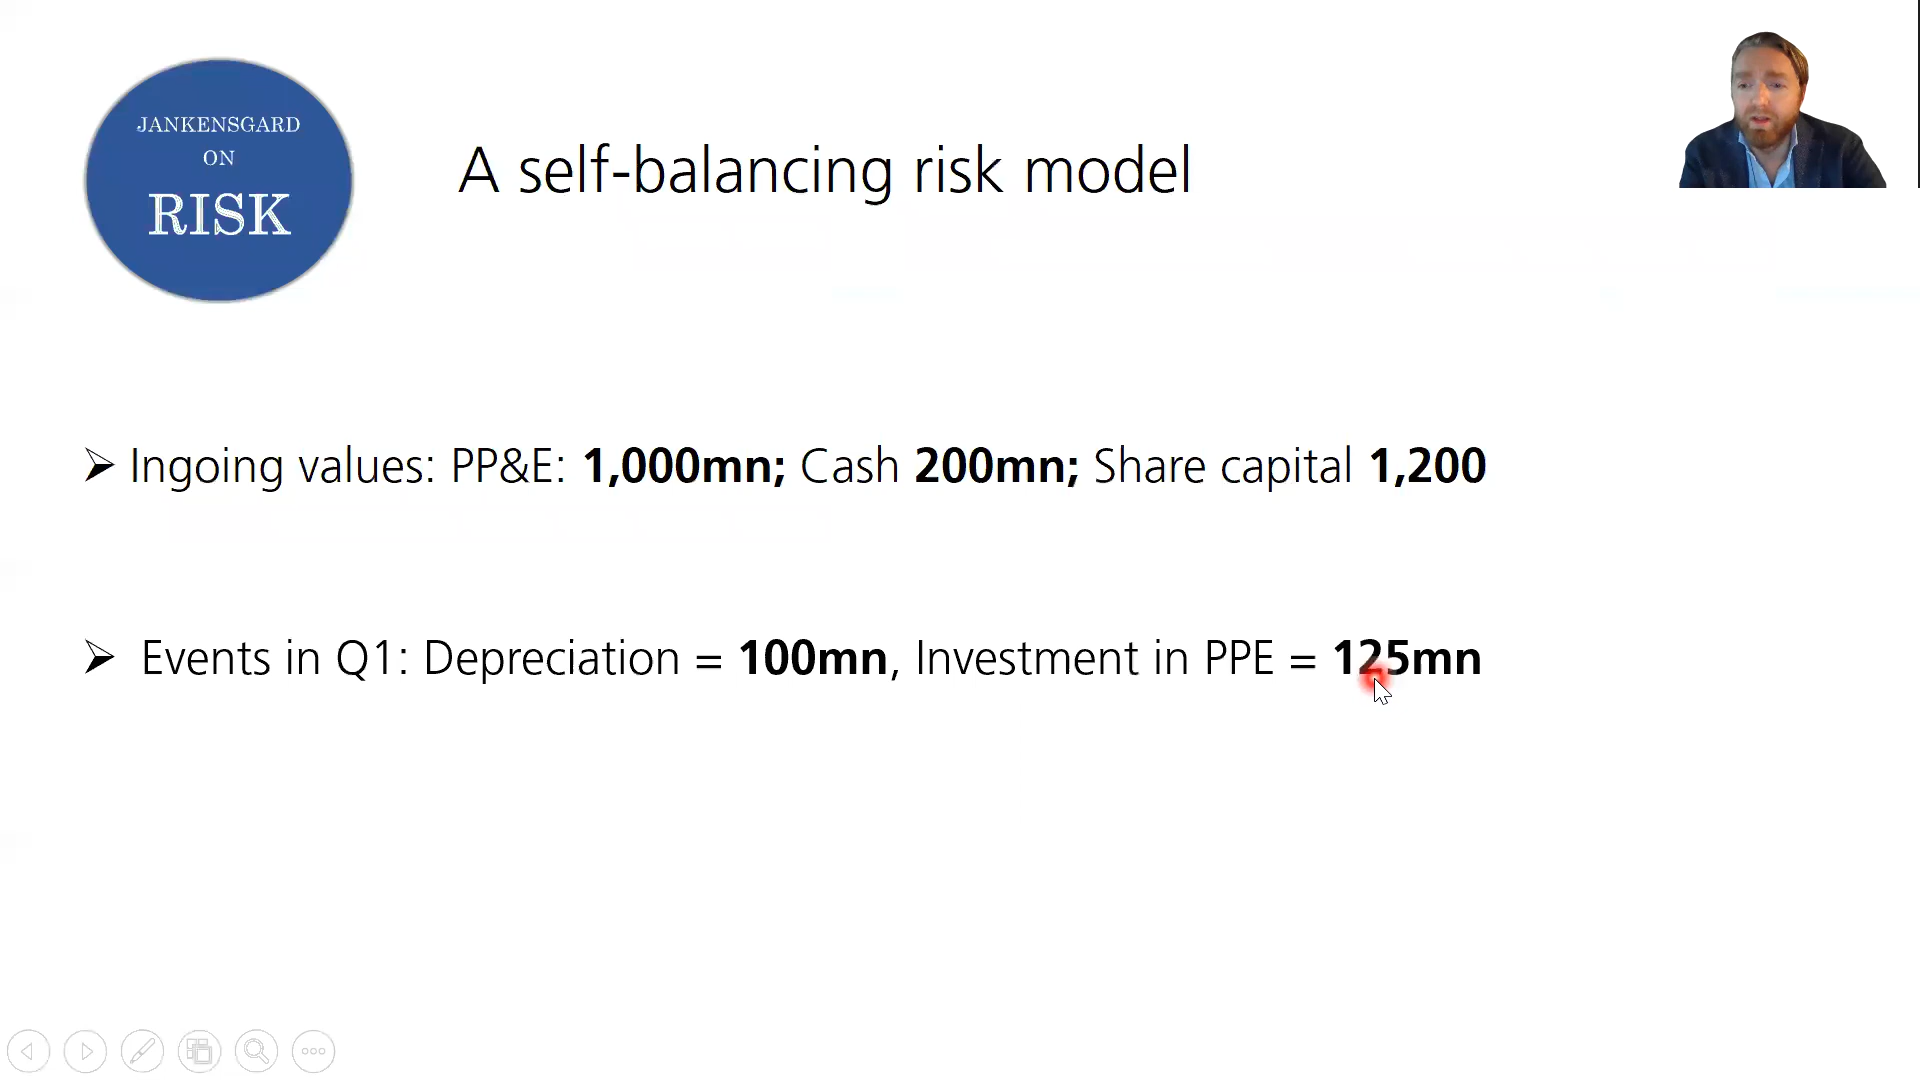 JANKENSGARD
ON
RISK
A self-balancing risk model
Ingoing values: PP&E: 1,000mn; Cash 200mn; Share capital 1,200
Events in Q1: Depreciation = 100mn, Investment in PPE = 125mn